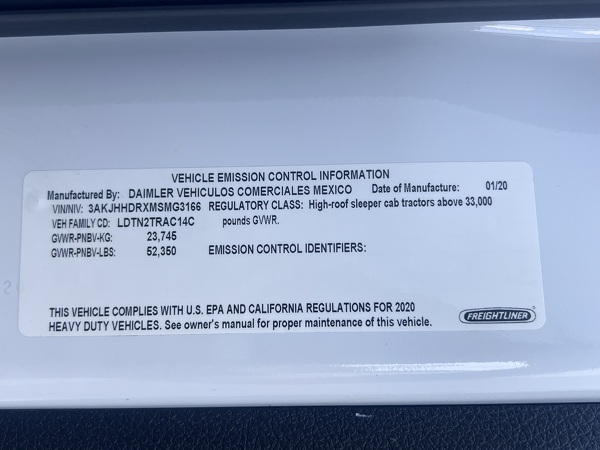 VEHICLE EMISSION CONTROL INFORMATION
Manufactured By: DAIMLER VEHICULOS COMERCIALES MEXICO Date of Manufacture: 01/20
VIN/NIV: 3AKJHHDRXMSMG3166 REGULATORY CLASS: High-roof sleeper cab tractors above 33,000
VEH FAMILY CD: LDTN2TRAC14C pounds GVWR.
GVWR-PNBV-KG: 23,745
GVWR-PNBV-LBS: 52,350 EMISSION CONTROL IDENTIFIERS:
THIS VEHICLE COMPLIES WITH U.S. EPA AND CALIFORNIA REGULATIONS FOR 2020
HEAVY DUTY VEHICLES. See owner's manual for proper maintenance of this vehicle.
FREIGHTLINER